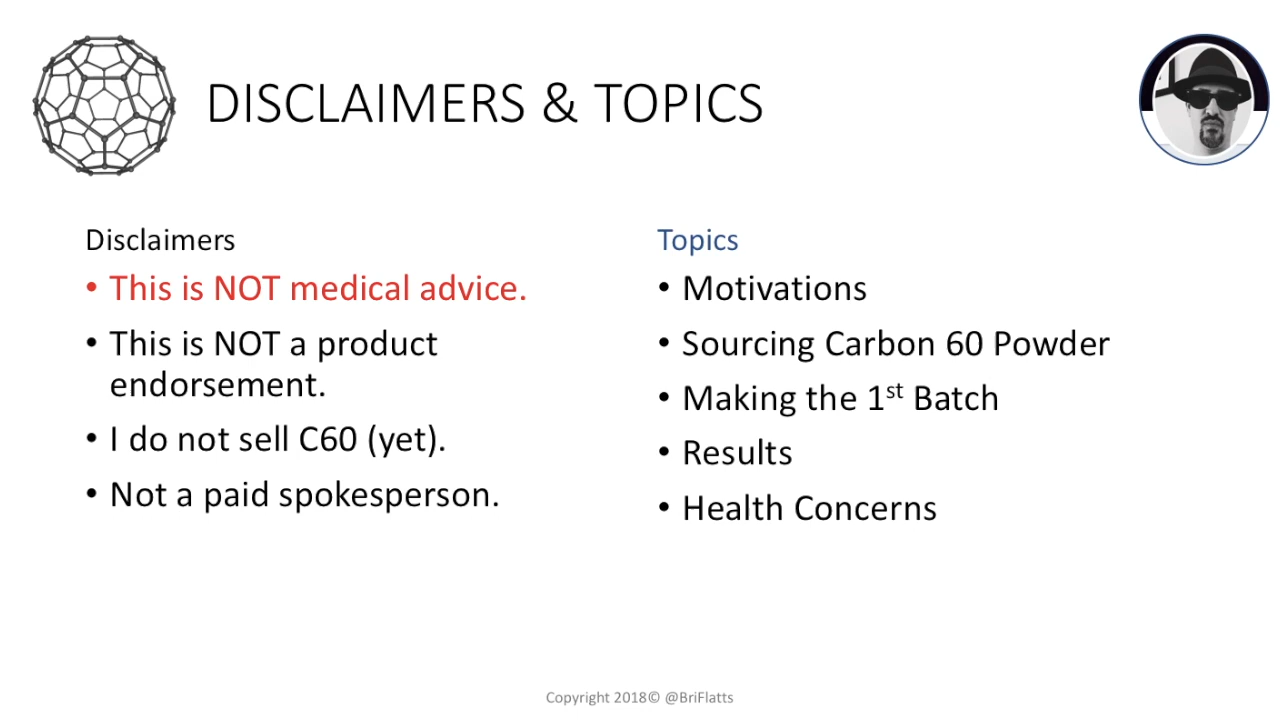 DISCLAIMERS & TOPICS
Disclaimers
• This is NOT medical advice.
• This is NOT a product
endorsement.
• I do not sell C60 (yet).
• Not a paid spokesperson.
Topics
• Motivations
• Sourcing Carbon 60 Powder
• Making the 1st Batch
• Results
• Health Concerns
Copyright 2018© @BriFlatts